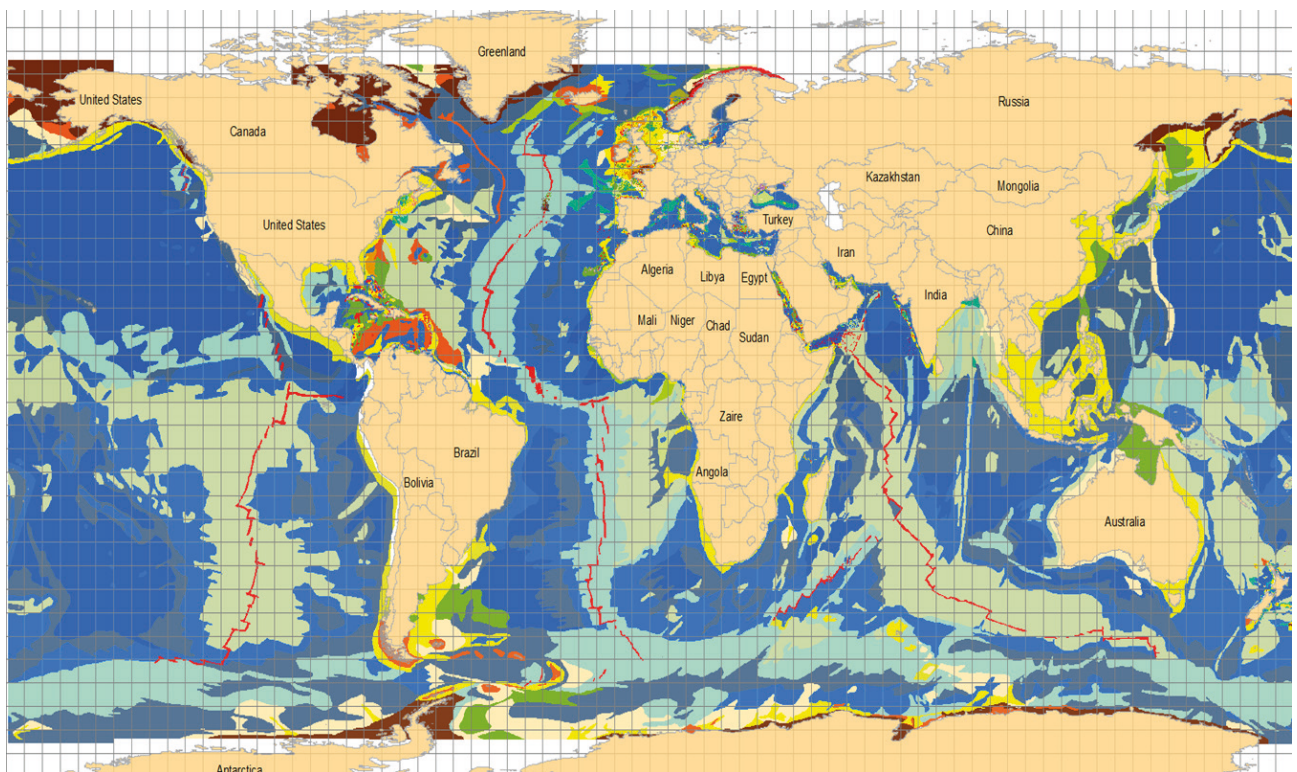 Greenland
United States
Russia
Canada
Kazakhstan
Mongolia
United States
Turkey
China
Iran
Algeria
Libya
Egypt
India
Mali
Niger
Chad
Sudan
Zaire
Brazil
Angola
Bolivia
Australia
Antarctica